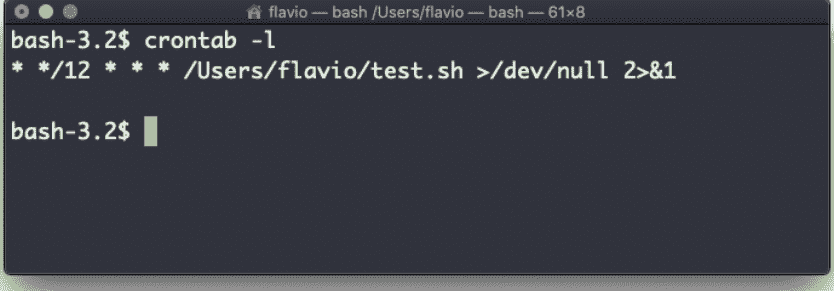 flavio — bash /Users/flavio — bash — 61×8
bash-3.2$ crontab -l
* */12 * * * /Users/flavio/test.sh >/dev/null 2>&1
bash-3.2$